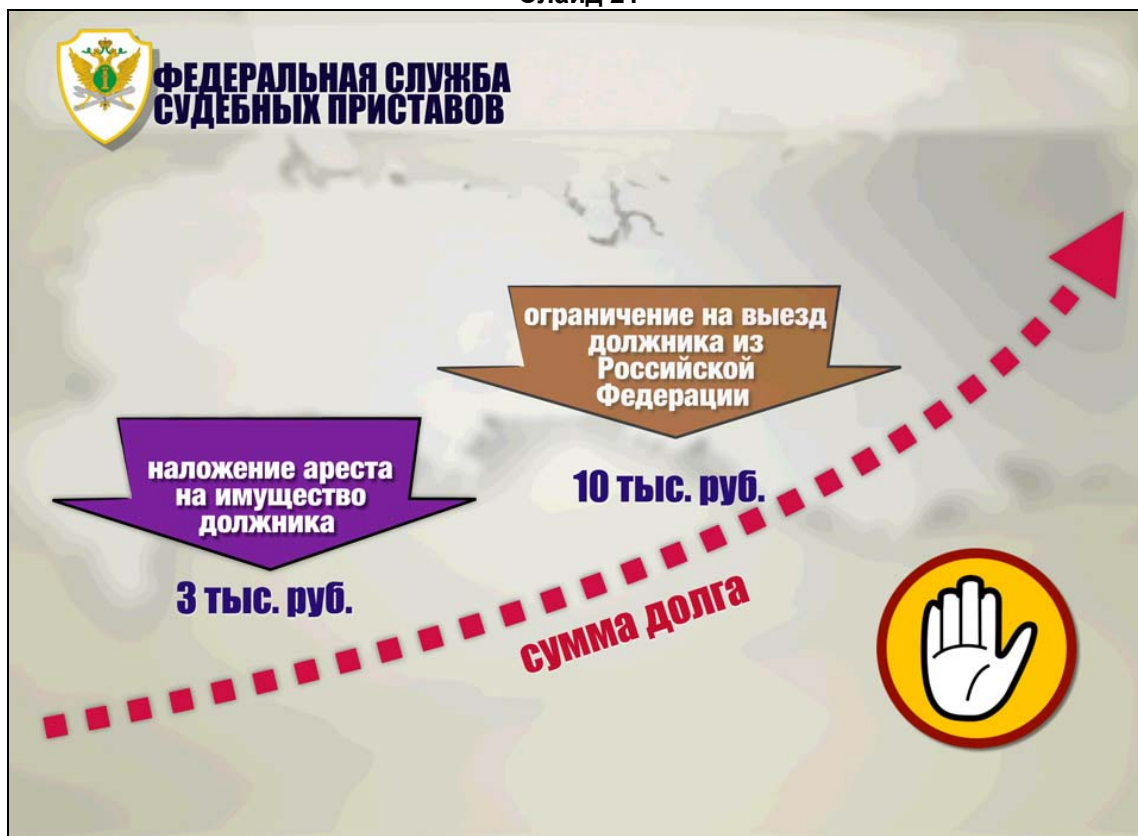 ФЕДЕРАЛЬНАЯ СЛУЖБА
СУДЕБНЫХ ПРИСТАВОВ
ограничение на выезд
должника из
Российской
Федерации
10 тыс. руб.
наложение ареста
на имущество
должника
3 тыс. руб.
сумма долга